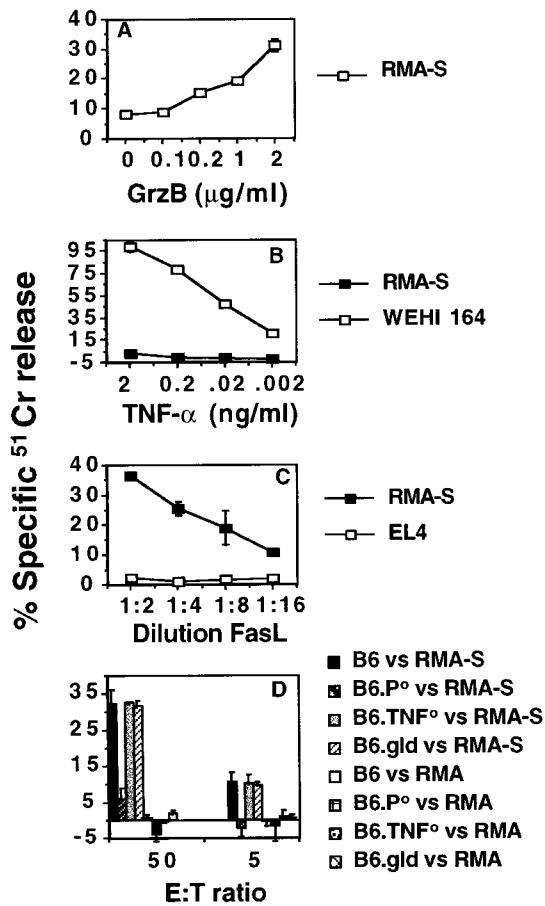 % Specific ⁵¹Cr release
A
40
30
20
10
0
0 0.1 0.2 1 2
GrzB (µg/ml)
RMA-S
B
95
75
55
35
15
-5
2 0.2 .02 .002
TNF-α (ng/ml)
RMA-S
WEHI 164
C
40
30
20
10
0
1:2 1:4 1:8 1:16
Dilution FasL
RMA-S
EL4
D
35
25
15
5
-5
50 5
E:T ratio
B6 vs RMA-S
B6.Pº vs RMA-S
B6.TNFº vs RMA-S
B6.gld vs RMA-S
B6 vs RMA
B6.Pº vs RMA
B6.TNFº vs RMA
B6.gld vs RMA